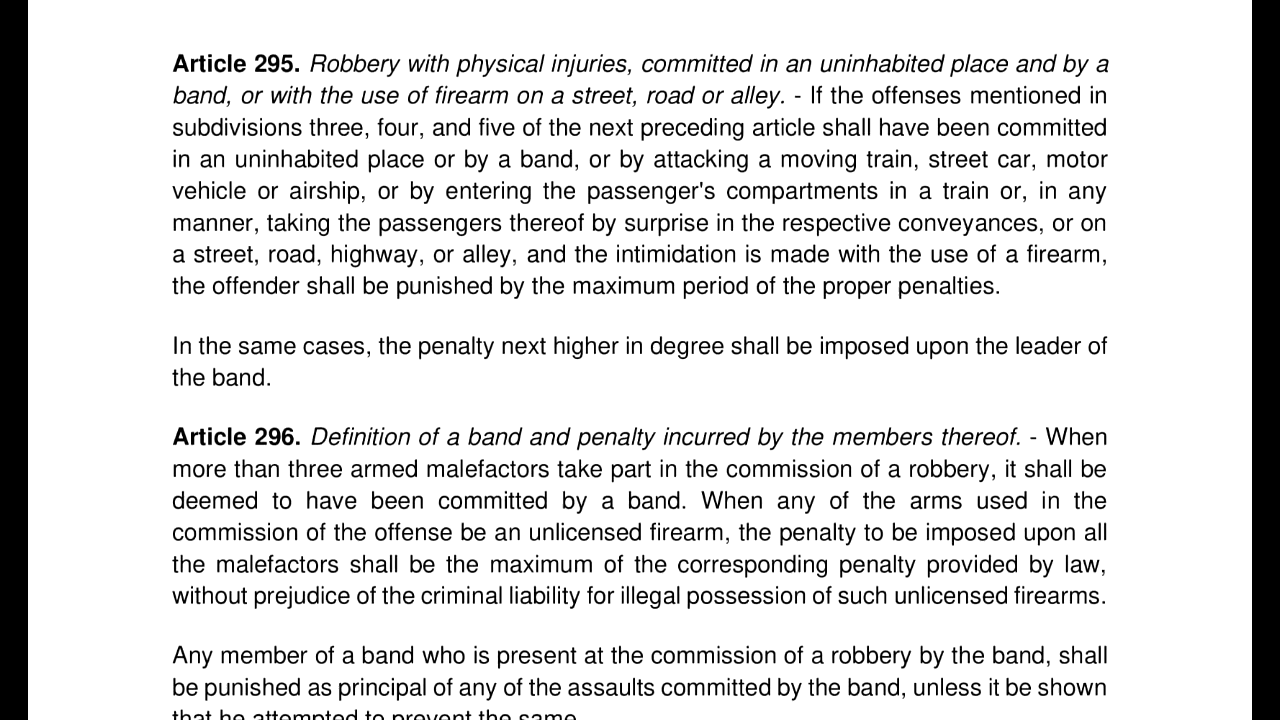 Article 295. Robbery with physical injuries, committed in an uninhabited place and by a
band, or with the use of firearm on a street, road or alley. - If the offenses mentioned in
subdivisions three, four, and five of the next preceding article shall have been committed
in an uninhabited place or by a band, or by attacking a moving train, street car, motor
vehicle or airship, or by entering the passenger's compartments in a train or, in any
manner, taking the passengers thereof by surprise in the respective conveyances, or on
a street, road, highway, or alley, and the intimidation is made with the use of a firearm,
the offender shall be punished by the maximum period of the proper penalties.
In the same cases, the penalty next higher in degree shall be imposed upon the leader of
the band.
Article 296. Definition of a band and penalty incurred by the members thereof. - When
more than three armed malefactors take part in the commission of a robbery, it shall be
deemed to have been committed by a band. When any of the arms used in the
commission of the offense be an unlicensed firearm, the penalty to be imposed upon all
the malefactors shall be the maximum of the corresponding penalty provided by law,
without prejudice of the criminal liability for illegal possession of such unlicensed firearms.
Any member of a band who is present at the commission of a robbery by the band, shall
be punished as principal of any of the assaults committed by the band, unless it be shown
that he attempted to prevent the same.